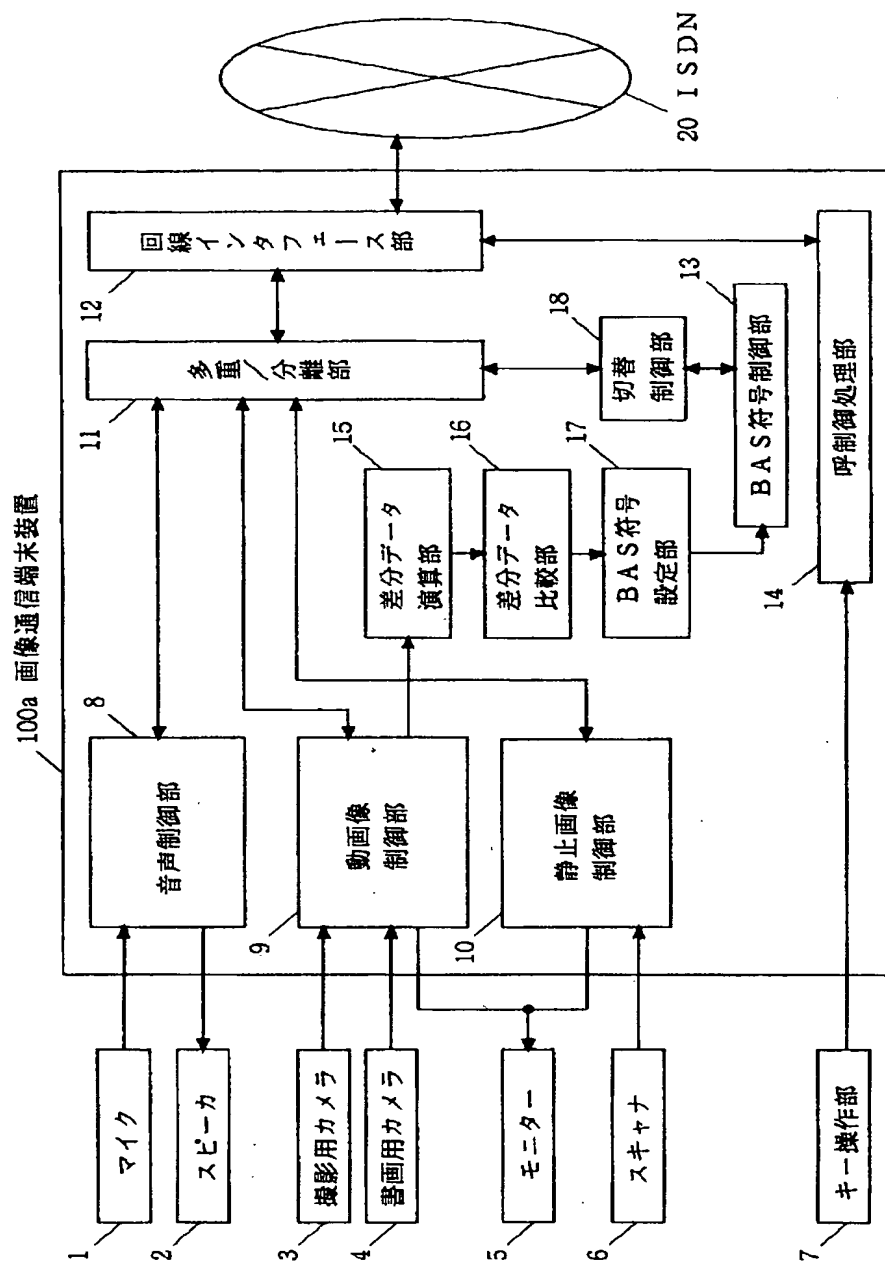 100a 画像通信端末装置
1
マイク
2
スピーカ
3
撮影用カメラ
4
書画用カメラ
5
モニター
6
スキャナ
7
キー操作部
8
音声制御部
9
動画像
制御部
10
静止画像
制御部
11
多重／分離部
12
回線インタフェース部
15
差分データ
演算部
16
差分データ
比較部
17
BAS符号
設定部
18
切替
制御部
13
BAS符号制御部
14
呼制御処理部
20 ISDN